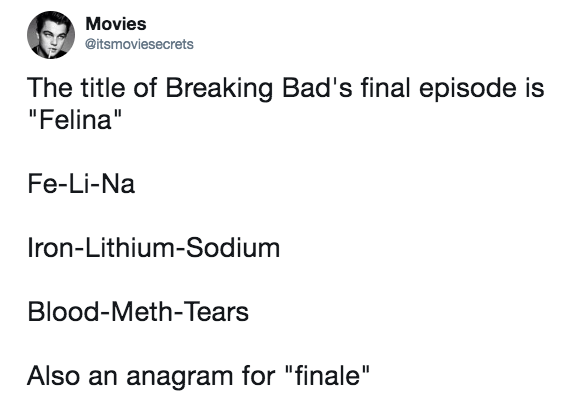 Movies
@itsmoviesecrets
The title of Breaking Bad's final episode is
"Felina"
Fe-Li-Na
Iron-Lithium-Sodium
Blood-Meth-Tears
Also an anagram for "finale"